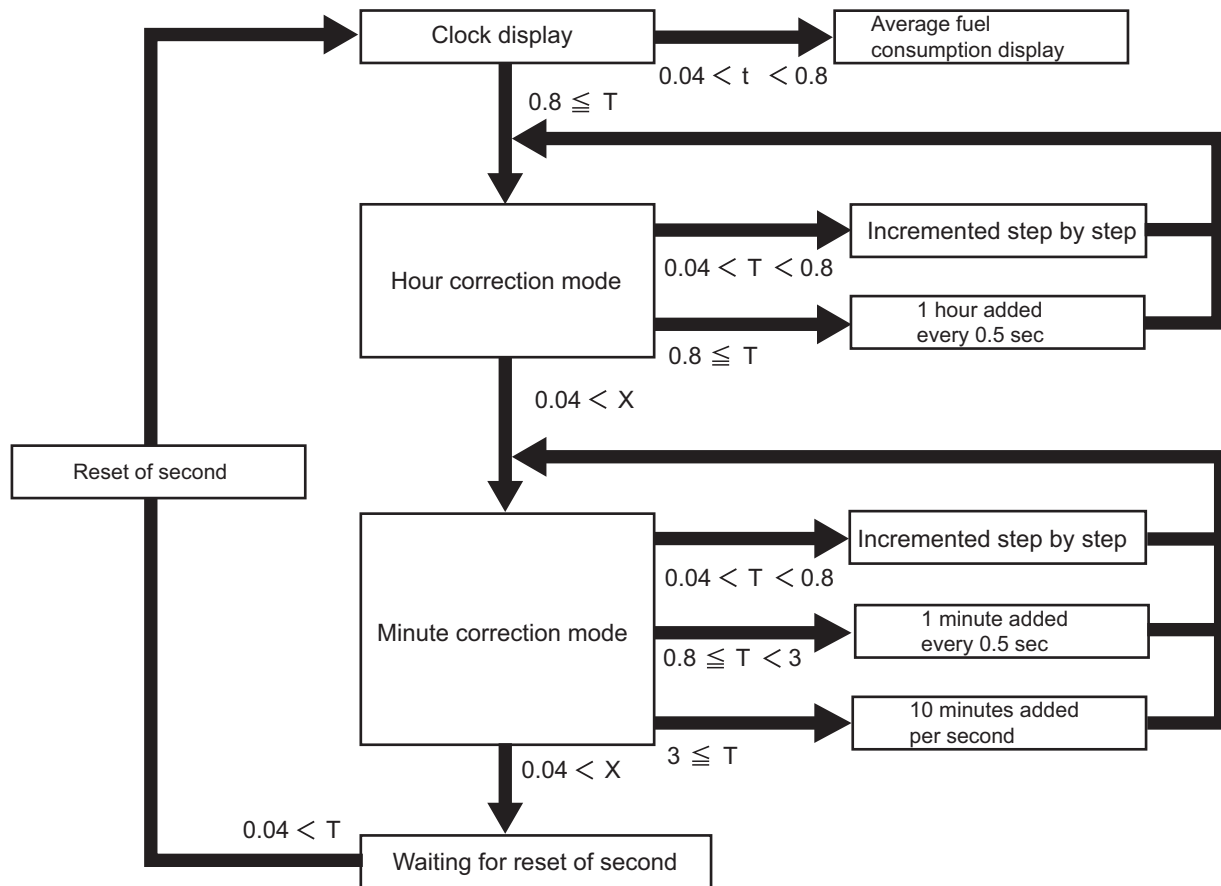 Clock display
Average fuel
consumption display
0.04 < t < 0.8
0.8 ≦ T
Hour correction mode
Incremented step by step
0.04 < T < 0.8
1 hour added
every 0.5 sec
0.8 ≦ T
0.04 < X
Reset of second
Minute correction mode
Incremented step by step
0.04 < T < 0.8
1 minute added
every 0.5 sec
0.8 ≦ T < 3
10 minutes added
per second
3 ≦ T
0.04 < X
0.04 < T
Waiting for reset of second